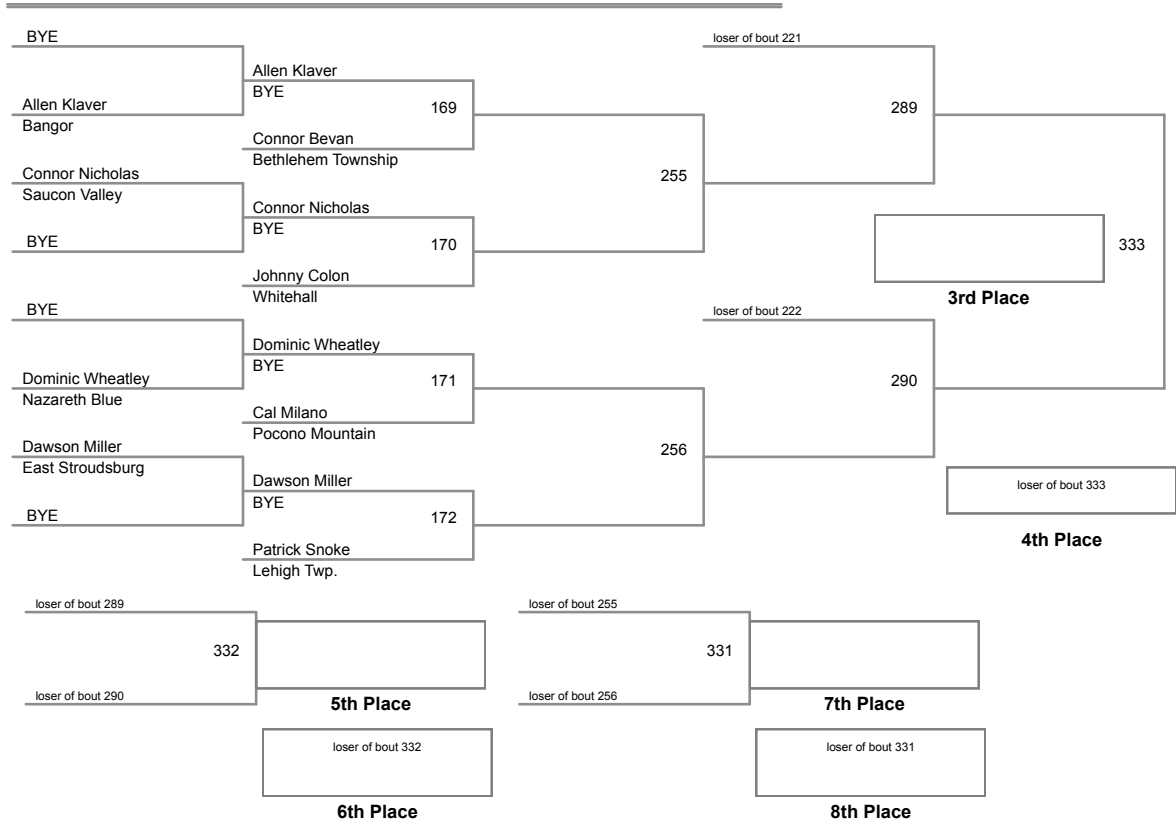 BYE
loser of bout 221
Allen Klaver
BYE
169
289
Allen Klaver
Bangor
Connor Bevan
Bethlehem Township
Connor Nicholas
Saucon Valley
255
Connor Nicholas
BYE
170
333
BYE
Johnny Colon
Whitehall
3rd Place
BYE
loser of bout 222
Dominic Wheatley
BYE
171
290
Dominic Wheatley
Nazareth Blue
Cal Milano
Pocono Mountain
Dawson Miller
East Stroudsburg
256
Dawson Miller
BYE
172
loser of bout 333
BYE
4th Place
Patrick Snoke
Lehigh Twp.
loser of bout 289
loser of bout 255
332
331
loser of bout 290
loser of bout 256
5th Place
7th Place
loser of bout 332
loser of bout 331
6th Place
8th Place